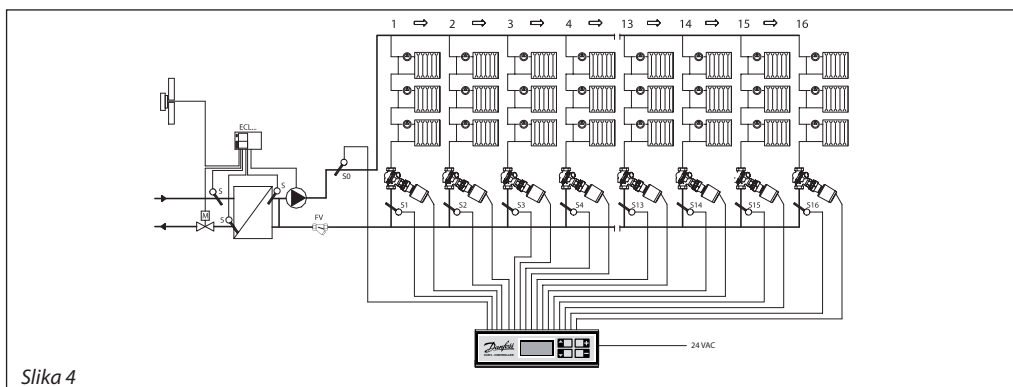 1 2 3 4 13 14 15 16
ECL...
S0
S S
M
S
FV
S1 S2 S3 S4 S13 S14 S15 S16
Danfoss
24 VAC
Slika 4